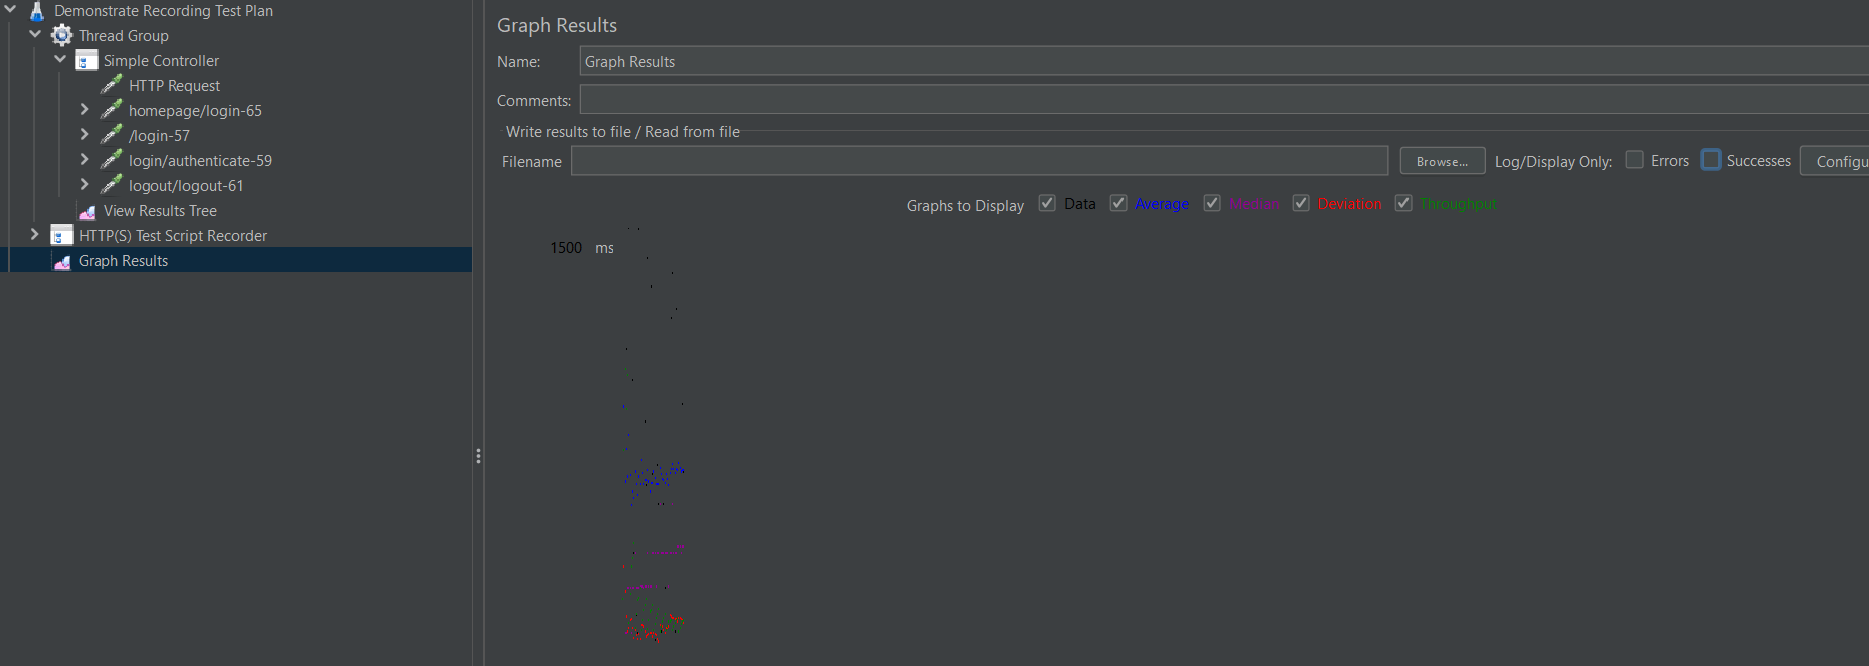 Demonstrate Recording Test Plan
Thread Group
Simple Controller
HTTP Request
homepage/login-65
/login-57
login/authenticate-59
logout/logout-61
View Results Tree
HTTP(S) Test Script Recorder
Graph Results
Graph Results
Name: Graph Results
Comments:
Write results to file / Read from file
Filename Browse... Log/Display Only: Errors Successes Configu
Graphs to Display Data Average Median Deviation Throughput
1500 ms